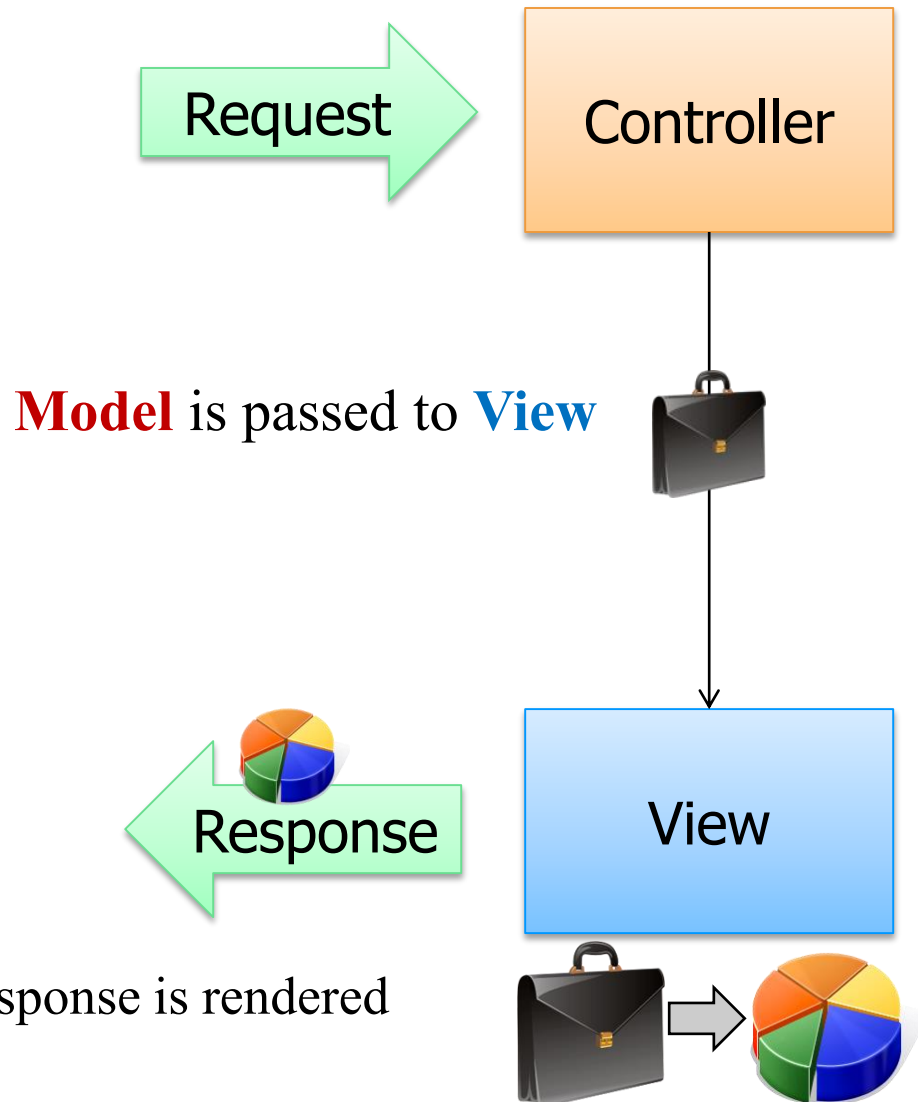 Request
Controller
Model is passed to View
Response
View
sponse is rendered